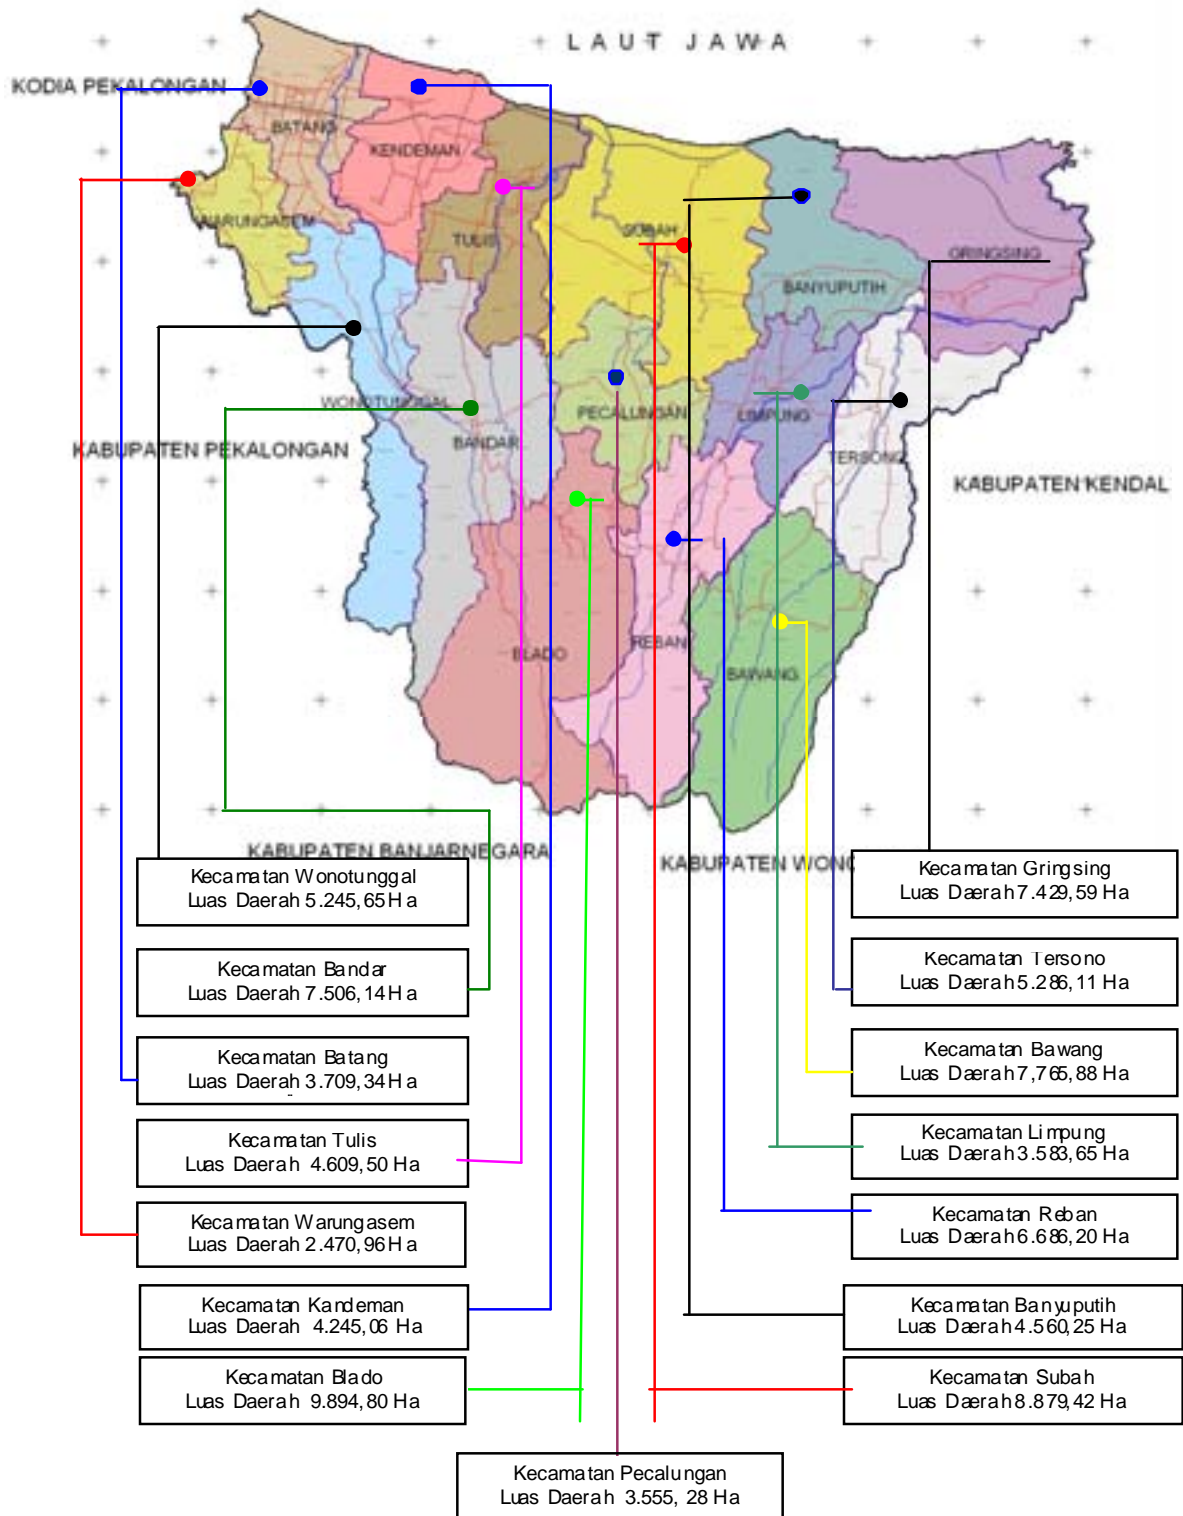 LAUT JAWA
KODIA PEKALONGAN
BATANG
KENDEMAN
WARUNGASEM
TULIS
SUBAH
GRINGSING
BANYUPUTIH
WONOTUNGGAL
PECALUNGAN
LIMPUNG
BANDAR
KABUPATEN PEKALONGAN
TERSONO
KABUPATEN KENDAL
BLADO
REBAN
BAWANG
KABUPATEN BANJARNEGARA
KABUPATEN WONO
Kecamatan Wonotunggal
Luas Daerah 5.245,65 Ha
Kecamatan Bandar
Luas Daerah 7.506,14 Ha
Kecamatan Batang
Luas Daerah 3.709,34 Ha
Kecamatan Tulis
Luas Daerah 4.609,50 Ha
Kecamatan Warungasem
Luas Daerah 2.470,96 Ha
Kecamatan Kandeman
Luas Daerah 4.245,06 Ha
Kecamatan Blado
Luas Daerah 9.894,80 Ha
Kecamatan Gringsing
Luas Daerah 7.429,59 Ha
Kecamatan Tersono
Luas Daerah 5.286,11 Ha
Kecamatan Bawang
Luas Daerah 7,765,88 Ha
Kecamatan Limpung
Luas Daerah 3.583,65 Ha
Kecamatan Reban
Luas Daerah 6.686,20 Ha
Kecamatan Banyuputih
Luas Daerah 4.560,25 Ha
Kecamatan Subah
Luas Daerah 8.879,42 Ha
Kecamatan Pecalungan
Luas Daerah 3.555, 28 Ha